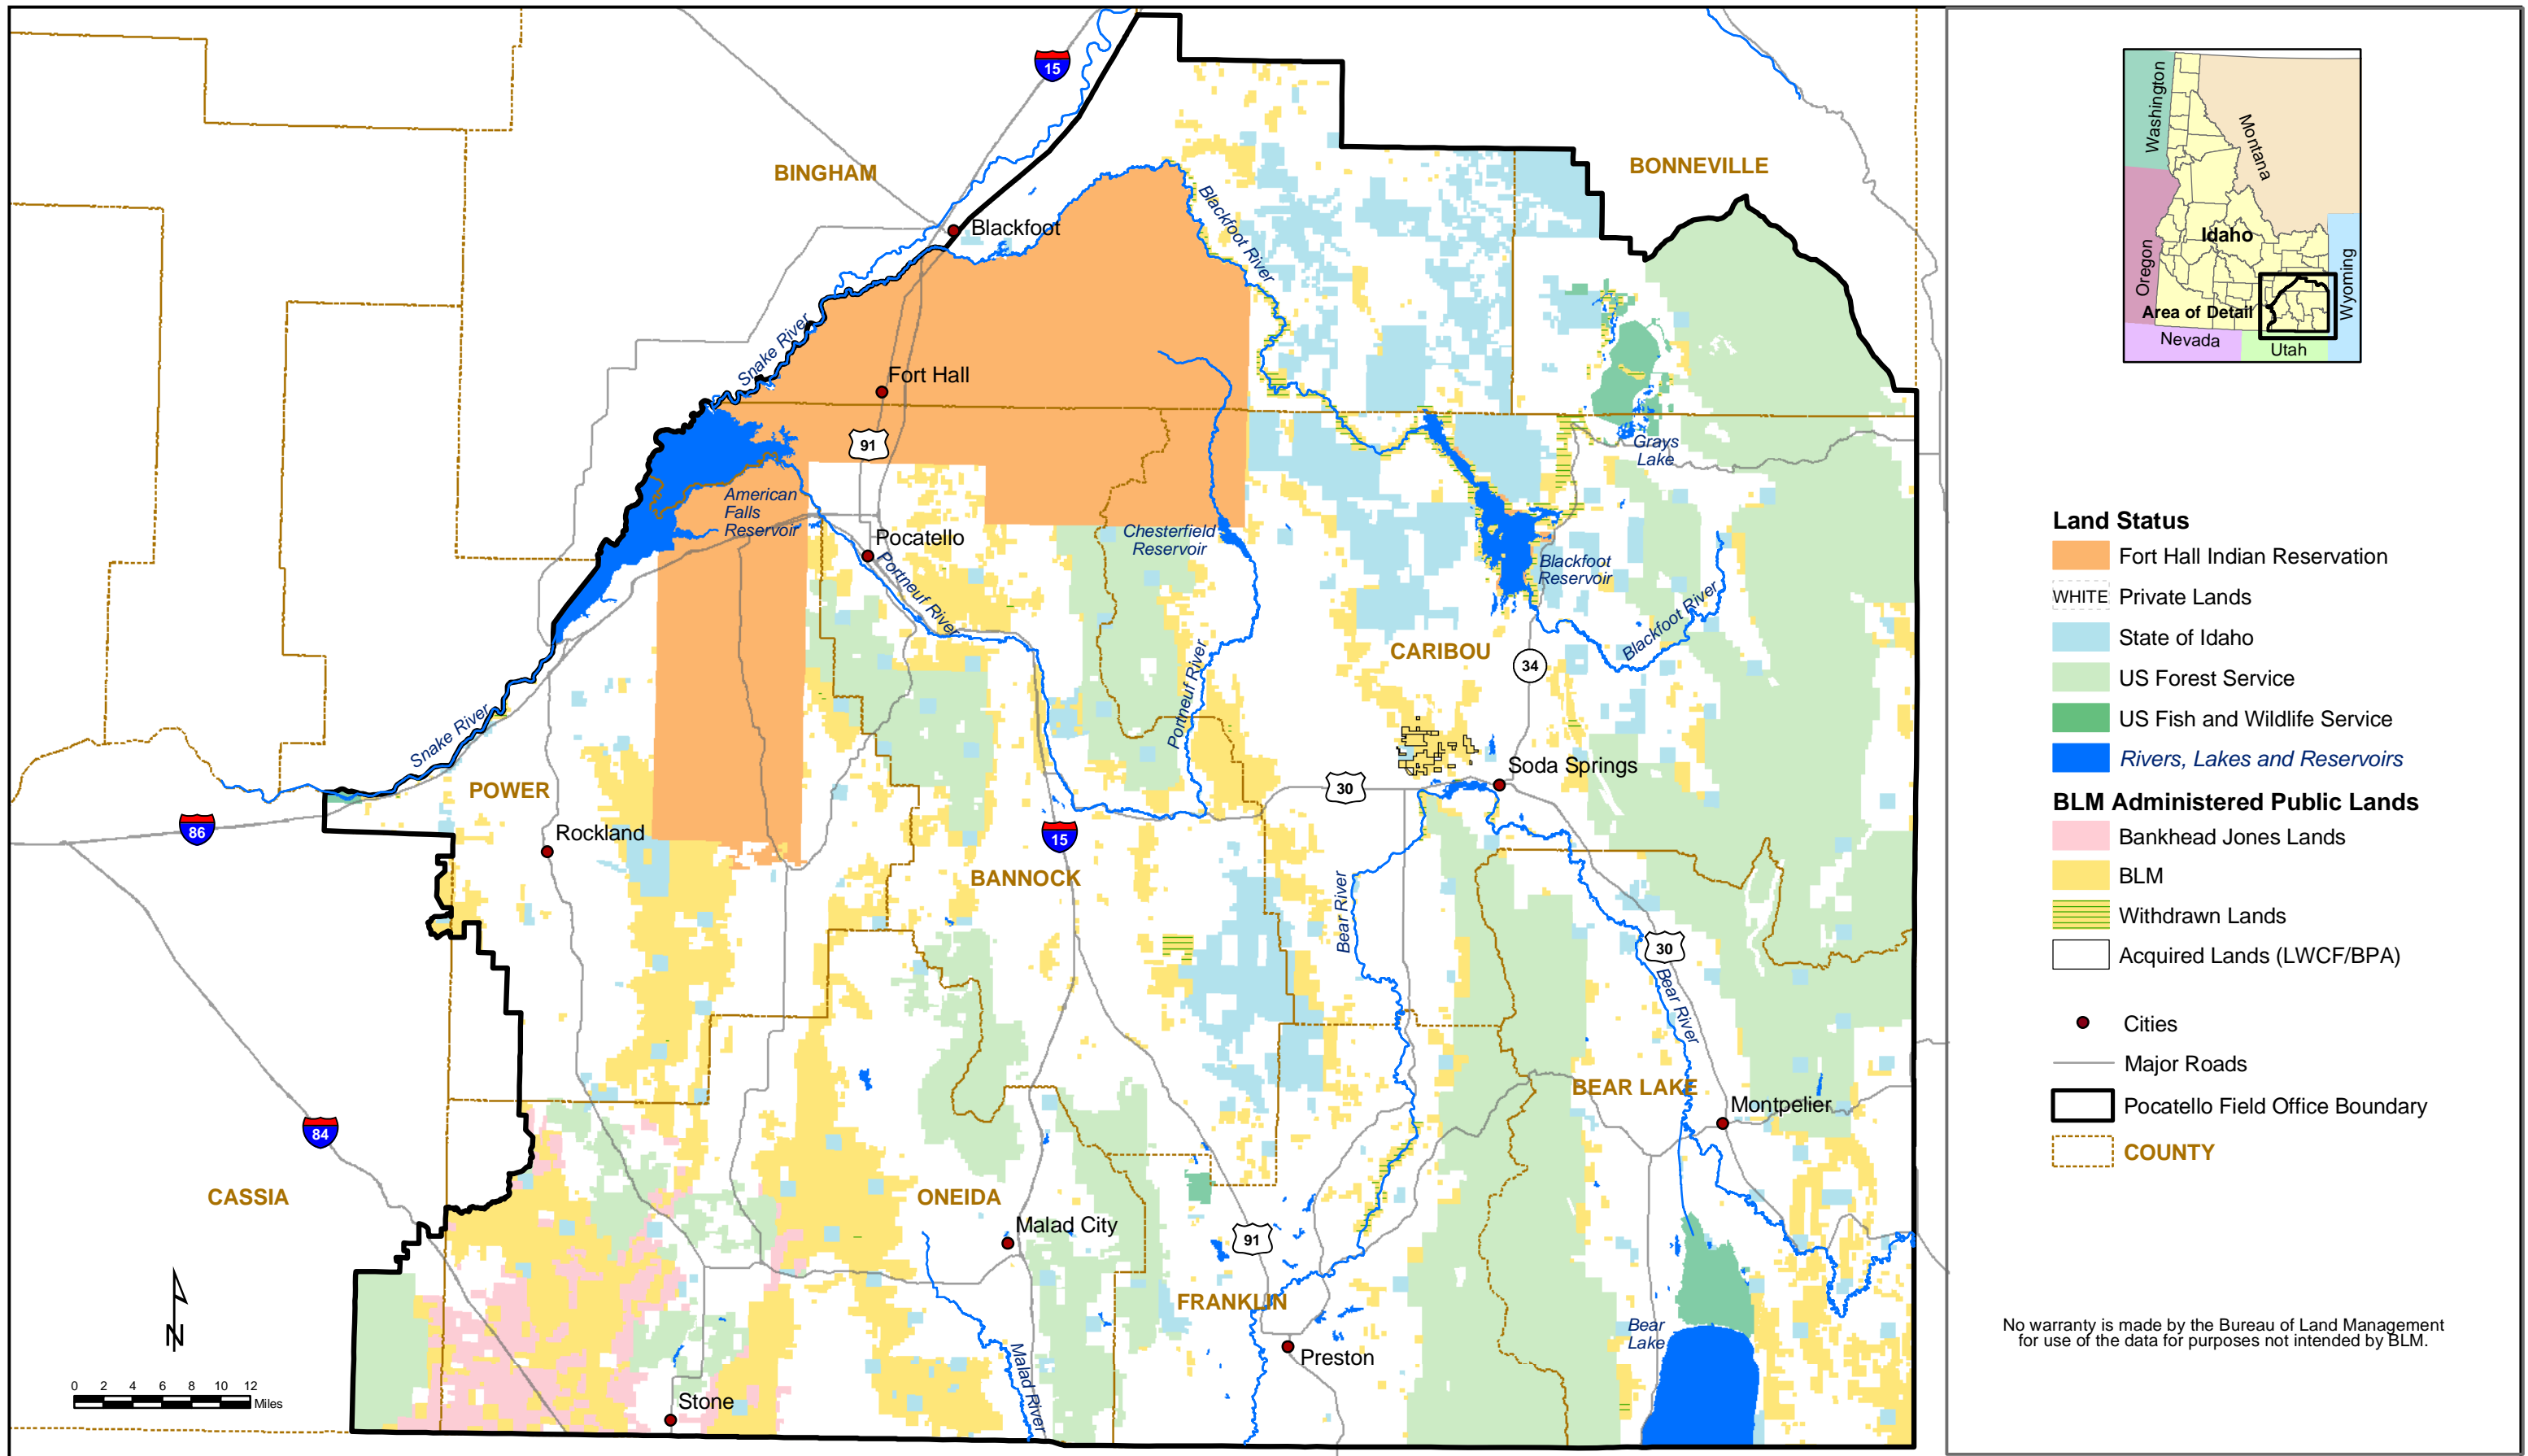 15
BINGHAM
BONNEVILLE
Blackfoot
Blackfoot River
Snake River
Fort Hall
91
American
Falls
Reservoir
Grays
Lake
Pocatello
Portneuf River
Chesterfield
Reservoir
Blackfoot
Reservoir
Blackfoot River
CARIBOU
34
Portneuf River
Snake River
POWER
Soda Springs
30
86
Rockland
15
BANNOCK
Bear River
30
Bear River
BEAR LAKE
Montpelier
84
CASSIA
ONEIDA
Malad City
91
FRANKLIN
Bear
Lake
Preston
Malad River
Stone
N
0 2 4 6 8 10 12
Miles
Washington
Montana
Oregon
Idaho
Wyoming
Area of Detail
Nevada
Utah
Land Status
Fort Hall Indian Reservation
WHITE Private Lands
State of Idaho
US Forest Service
US Fish and Wildlife Service
Rivers, Lakes and Reservoirs
BLM Administered Public Lands
Bankhead Jones Lands
BLM
Withdrawn Lands
Acquired Lands (LWCF/BPA)
Cities
Major Roads
Pocatello Field Office Boundary
COUNTY
No warranty is made by the Bureau of Land Management
for use of the data for purposes not intended by BLM.